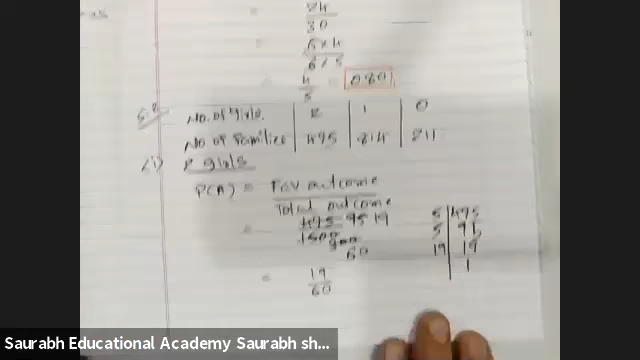 24
30
= 6×4
6×5
= 4
5
= 0.80
5.2 No. of girls. 2 1 0
No of families 475 814 211
(i) 2 girls
P(A) = Fav outcome
Total outcome
= 475 95 19
1500 300
60
= 19
60
5 475
5 95
19 19
1
Saurabh Educational Academy Saurabh sh...